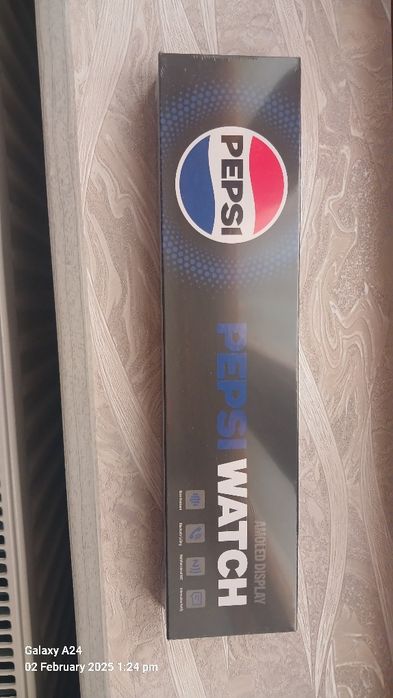 PEPSI
PEPSI WATCH
AMOLED DISPLAY
Galaxy A24
02 February 2025 1:24 pm